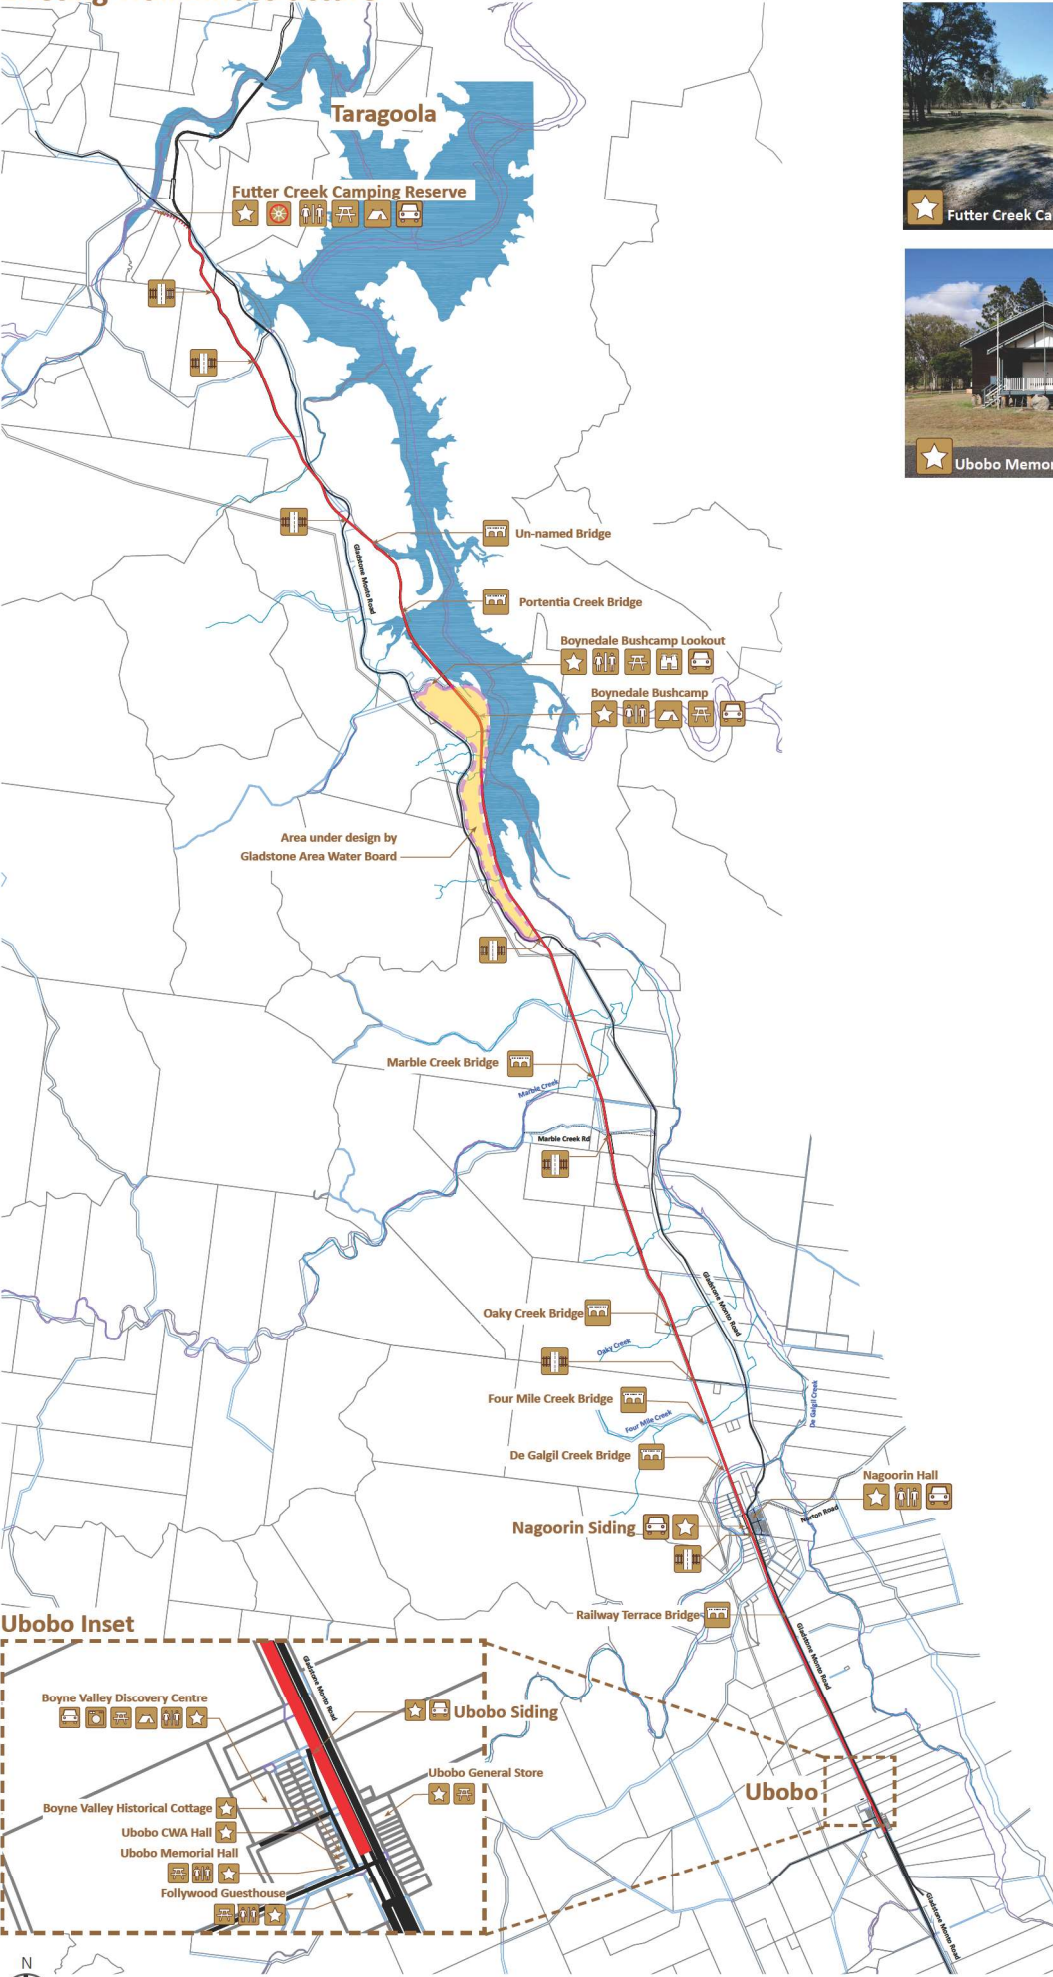 Taragoola
Futter Creek Camping Reserve
Futter Creek Ca
Ubobo Memor
Un-named Bridge
Gladstone Monto Road
Portentia Creek Bridge
Boynedale Bushcamp Lookout
Boynedale Bushcamp
Area under design by
Gladstone Area Water Board
Marble Creek Bridge
Marble Creek
Marble Creek Rd
Gladstone Monto Road
Oaky Creek Bridge
Oaky Creek
Four Mile Creek Bridge
De Galgil Creek
Four Mile Creek
De Galgil Creek Bridge
Nagoorin Hall
Norton Road
Nagoorin Siding
Railway Terrace Bridge
Gladstone Monto Road
Ubobo Inset
Gladstone Monto Road
Boyne Valley Discovery Centre
Ubobo Siding
Ubobo General Store
Ubobo
Boyne Valley Historical Cottage
Ubobo CWA Hall
Ubobo Memorial Hall
Follywood Guesthouse
Gladstone Monto Road
N